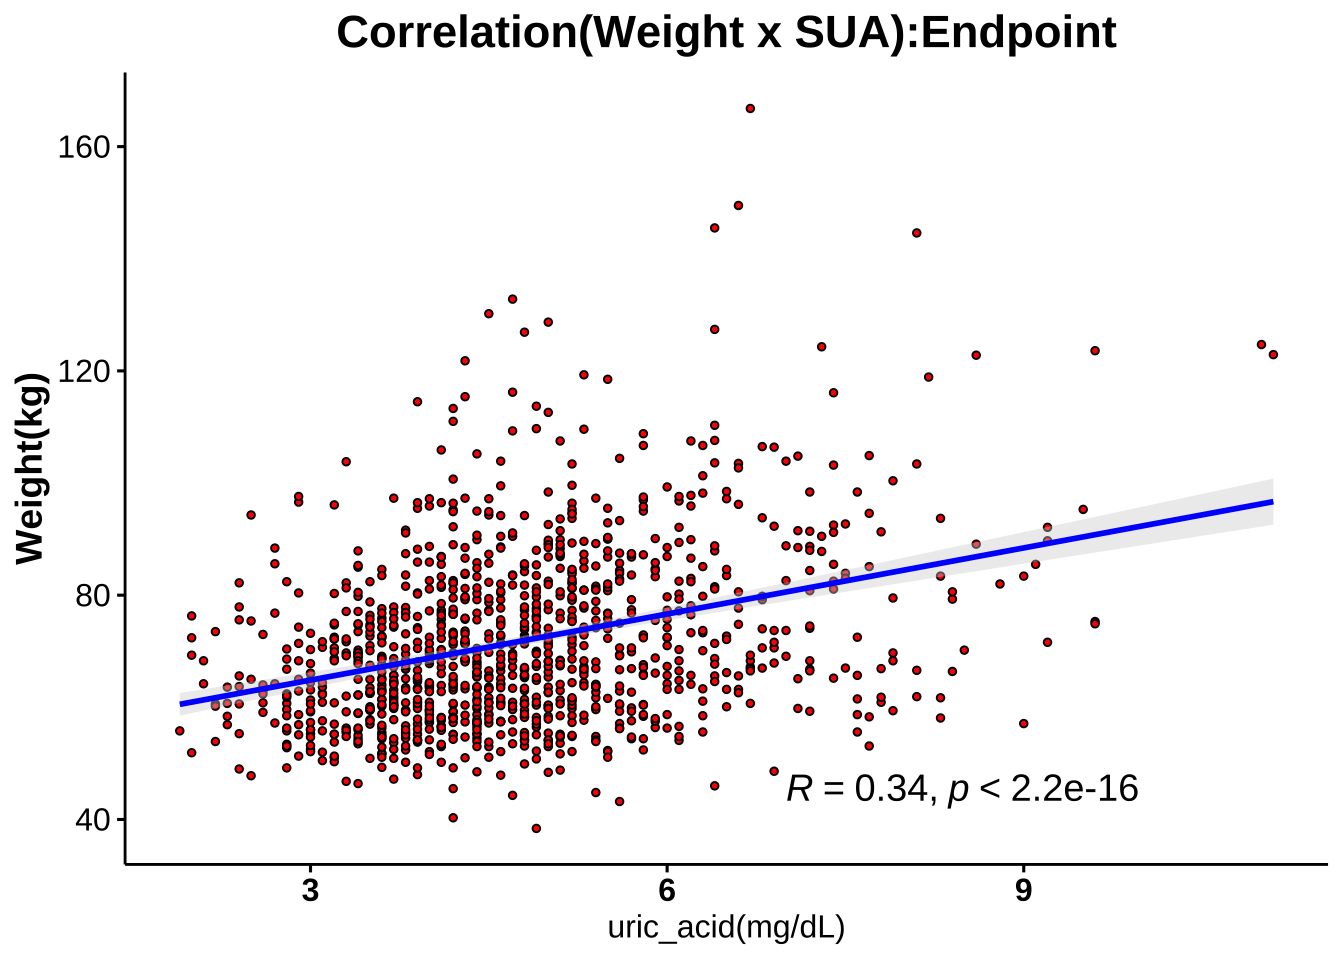 Correlation(Weight x SUA):Endpoint
Weight(kg)
160
120
80
40
R = 0.34, p < 2.2e-16
3 6 9
uric_acid(mg/dL)